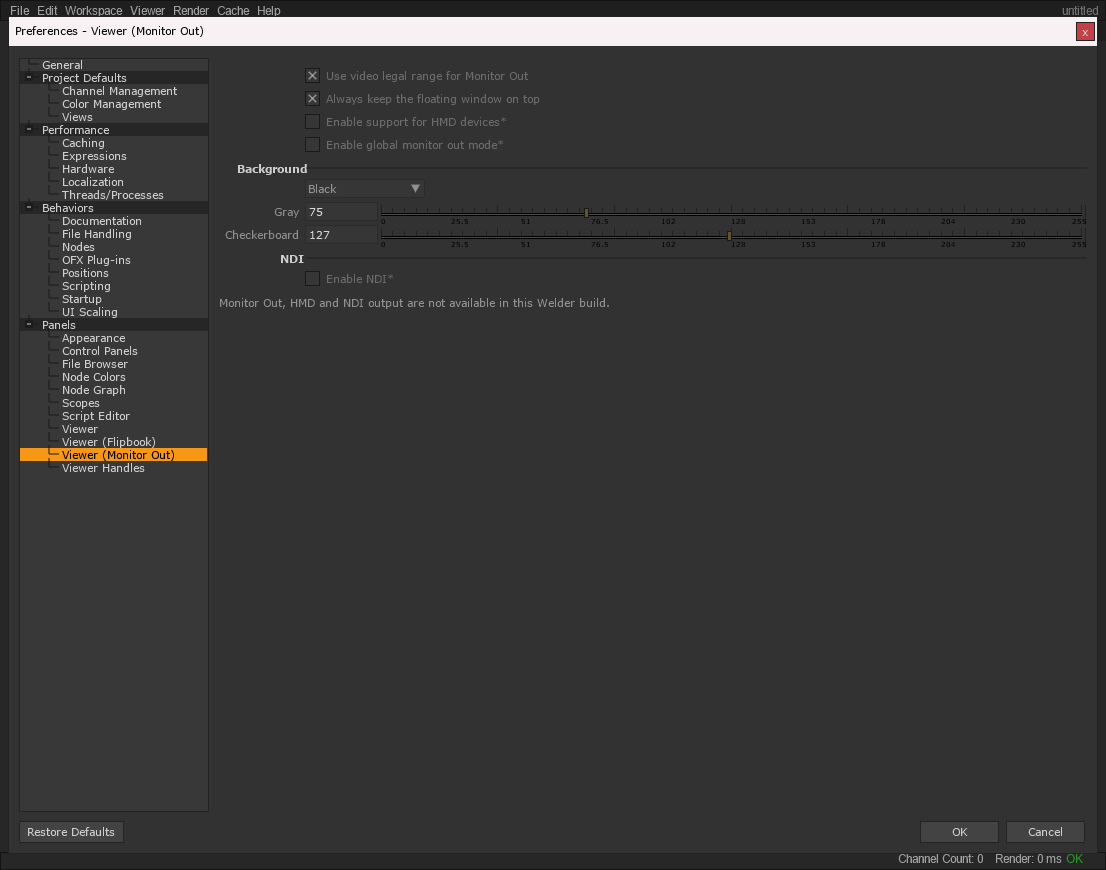 File Edit Workspace Viewer Render Cache Help untitled
Preferences - Viewer (Monitor Out) x
General
Project Defaults
Channel Management
Color Management
Views
Performance
Caching
Expressions
Hardware
Localization
Threads/Processes
Behaviors
Documentation
File Handling
Nodes
OFX Plug-ins
Positions
Scripting
Startup
UI Scaling
Panels
Appearance
Control Panels
File Browser
Node Colors
Node Graph
Scopes
Script Editor
Viewer
Viewer (Flipbook)
Viewer (Monitor Out)
Viewer Handles
Use video legal range for Monitor Out
Always keep the floating window on top
Enable support for HMD devices*
Enable global monitor out mode*
Background
Black
Gray 75
0 25.5 51 76.5 102 128 153 178 204 230 255
Checkerboard 127
0 25.5 51 76.5 102 128 153 178 204 230 255
NDI
Enable NDI*
Monitor Out, HMD and NDI output are not available in this Welder build.
Restore Defaults OK Cancel
Channel Count: 0 Render: 0 ms OK